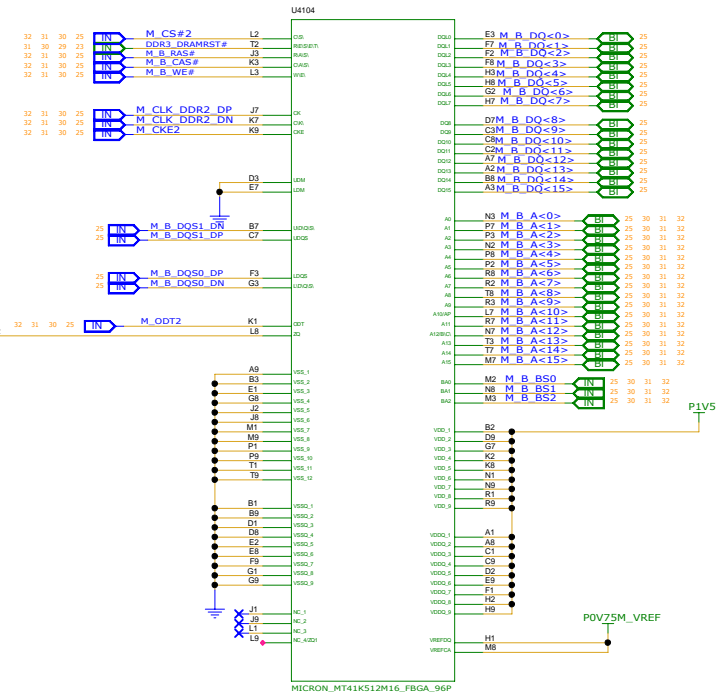 U4104
32 31 30 25 IN M_CS#2 L2 C\S\ DQL0 E3 M_B_DQ<0> BI 25
31 30 29 23 IN DDR3_DRAMRST# T2 R\E\S\E\T\ DQL1 F7 M_B_DQ<1> BI 25
32 31 30 25 IN M_B_RAS# J3 R\A\S\ DQL2 F2 M_B_DQ<2> BI 25
32 31 30 25 IN M_B_CAS# K3 C\A\S\ DQL3 F8 M_B_DQ<3> BI 25
32 31 30 25 IN M_B_WE# L3 W\E\ DQL4 H3 M_B_DQ<4> BI 25
DQL5 H8 M_B_DQ<5> BI 25
DQL6 G2 M_B_DQ<6> BI 25
DQL7 H7 M_B_DQ<7> BI 25
32 31 30 25 IN M_CLK_DDR2_DP J7 CK DQ8 D7 M_B_DQ<8> BI 25
32 31 30 25 IN M_CLK_DDR2_DN K7 C\K\ DQ9 C3 M_B_DQ<9> BI 25
32 31 30 25 IN M_CKE2 K9 CKE DQ10 C8 M_B_DQ<10> BI 25
DQ11 C2 M_B_DQ<11> BI 25
DQ12 A7 M_B_DQ<12> BI 25
DQ13 A2 M_B_DQ<13> BI 25
D3 UDM DQ14 B8 M_B_DQ<14> BI 25
E7 LDM DQ15 A3 M_B_DQ<15> BI 25
A0 N3 M_B_A<0> BI 25 30 31 32
25 IN M_B_DQS1_DN B7 U\D\Q\S\ A1 P7 M_B_A<1> BI 25 30 31 32
25 IN M_B_DQS1_DP C7 UDQS A2 P3 M_B_A<2> BI 25 30 31 32
A3 N2 M_B_A<3> BI 25 30 31 32
A4 P8 M_B_A<4> BI 25 30 31 32
A5 P2 M_B_A<5> BI 25 30 31 32
25 IN M_B_DQS0_DP F3 LDQS A6 R8 M_B_A<6> BI 25 30 31 32
25 IN M_B_DQS0_DN G3 L\D\Q\S\ A7 R2 M_B_A<7> BI 25 30 31 32
A8 T8 M_B_A<8> BI 25 30 31 32
A9 R3 M_B_A<9> BI 25 30 31 32
A10/AP L7 M_B_A<10> BI 25 30 31 32
32 31 30 25 IN M_ODT2 K1 ODT A11 R7 M_B_A<11> BI 25 30 31 32
L8 ZQ A12/B\C\ N7 M_B_A<12> BI 25 30 31 32
A13 T3 M_B_A<13> BI 25 30 31 32
A14 T7 M_B_A<14> BI 25 30 31 32
A15 M7 M_B_A<15> BI 25 30 31 32
A9 VSS_1
B3 VSS_2 BA0 M2 M_B_BS0 IN 25 30 31 32
E1 VSS_3 BA1 N8 M_B_BS1 IN 25 30 31 32
G8 VSS_4 BA2 M3 M_B_BS2 IN 25 30 31 32
J2 VSS_5 P1V5
J8 VSS_6
M1 VSS_7 VDD_1 B2
M9 VSS_8 VDD_2 D9
P1 VSS_9 VDD_3 G7
P9 VSS_10 VDD_4 K2
T1 VSS_11 VDD_5 K8
T9 VSS_12 VDD_6 N1
VDD_7 N9
VDD_8 R1
B1 VSSQ_1 VDD_9 R9
B9 VSSQ_2
D1 VSSQ_3
D8 VSSQ_4 VDDQ_1 A1
E2 VSSQ_5 VDDQ_2 A8
E8 VSSQ_6 VDDQ_3 C1
F9 VSSQ_7 VDDQ_4 C9
G1 VSSQ_8 VDDQ_5 D2
G9 VSSQ_9 VDDQ_6 E9
VDDQ_7 F1
VDDQ_8 H2
J1 NC_1 VDDQ_9 H9
J9 NC_2 P0V75M_VREF
L1 NC_3
L9 NC_4/ZQ1 VREFDQ H1
VREFCA M8
MICRON_MT41K512M16_FBGA_96P